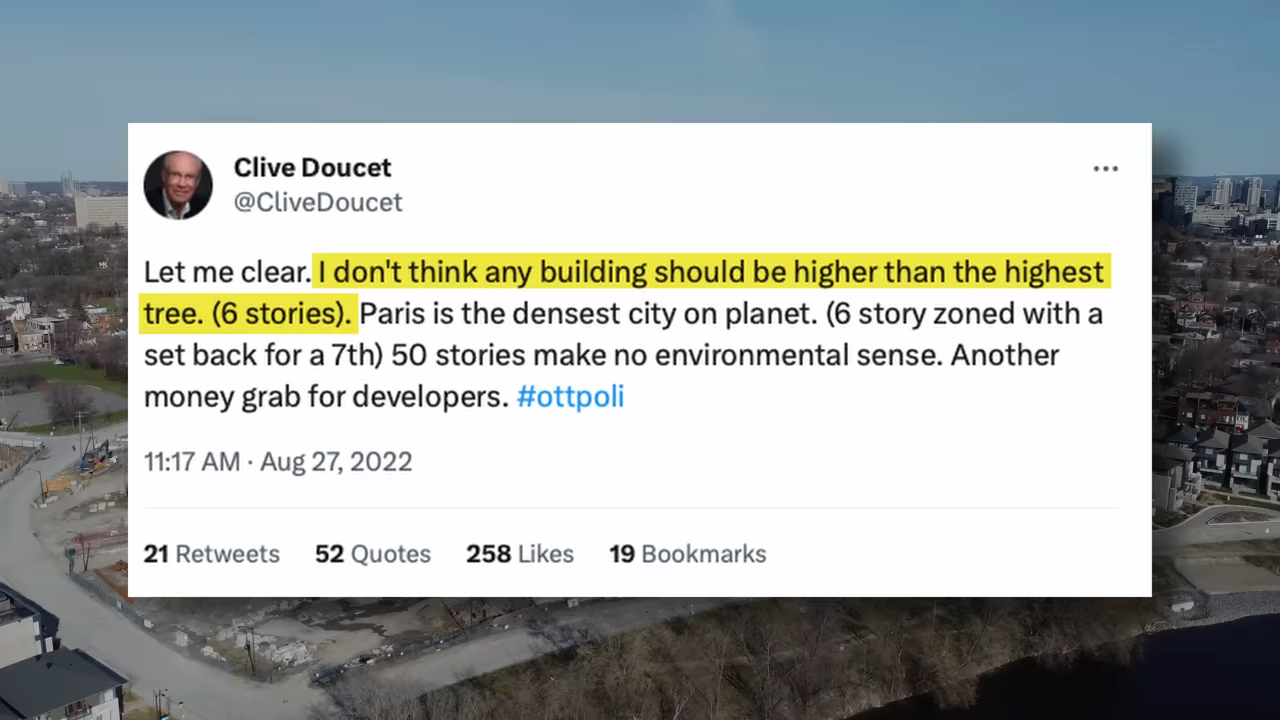 Clive Doucet
@CliveDoucet
Let me clear. I don't think any building should be higher than the highest
tree. (6 stories). Paris is the densest city on planet. (6 story zoned with a
set back for a 7th) 50 stories make no environmental sense. Another
money grab for developers. #ottpoli
11:17 AM · Aug 27, 2022
21 Retweets 52 Quotes 258 Likes 19 Bookmarks